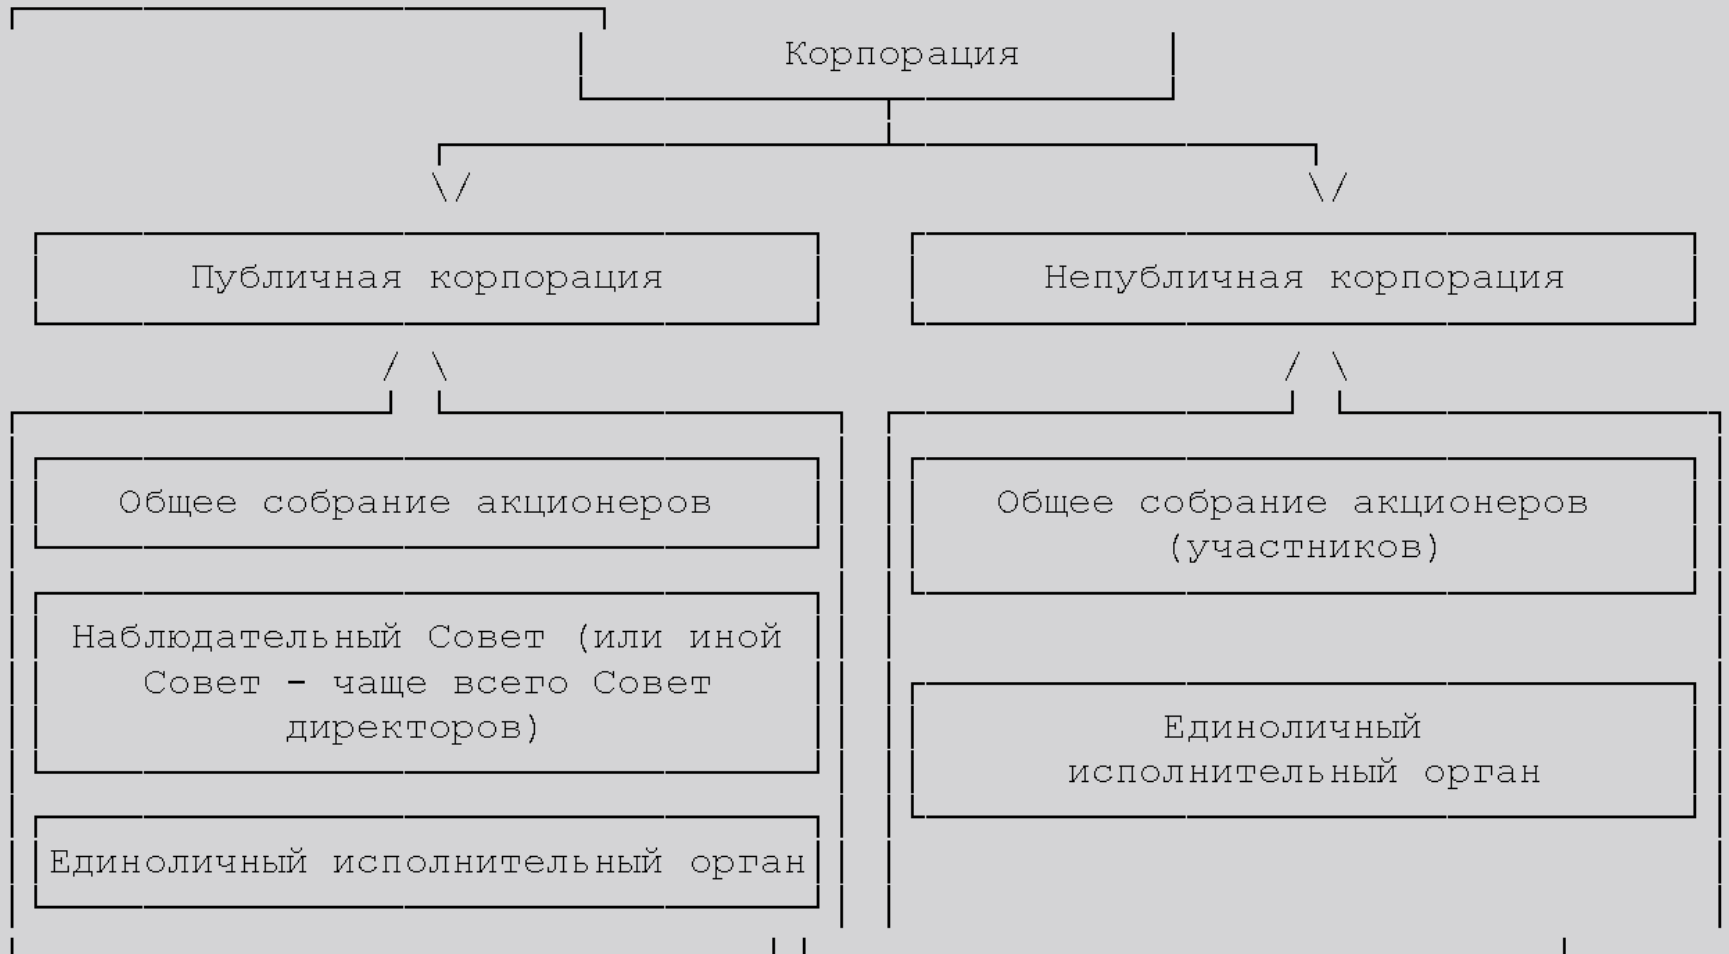 Корпорация
Публичная корпорация
Непубличная корпорация
Общее собрание акционеров
Наблюдательный Совет (или иной
Совет - чаще всего Совет
директоров)
Единоличный исполнительный орган
Общее собрание акционеров
(участников)
Единоличный
исполнительный орган